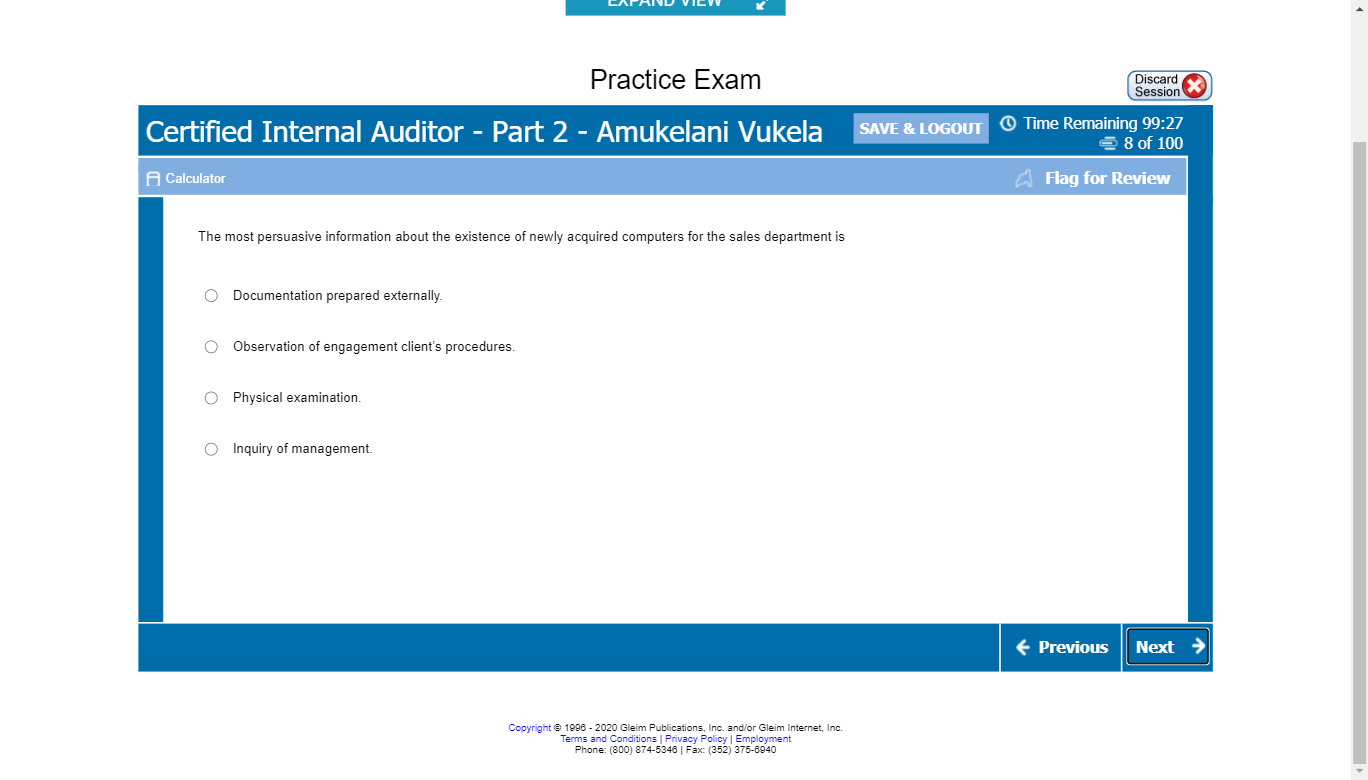 EXPAND VIEW
Practice Exam
Discard
Session
Certified Internal Auditor - Part 2 - Amukelani Vukela
SAVE & LOGOUT
Time Remaining 99:27
8 of 100
Calculator
Flag for Review
The most persuasive information about the existence of newly acquired computers for the sales department is
Documentation prepared externally.
Observation of engagement client's procedures.
Physical examination.
Inquiry of management.
Previous
Next
Copyright © 1996 - 2020 Gleim Publications, Inc. and/or Gleim Internet, Inc.
Terms and Conditions | Privacy Policy | Employment
Phone: (800) 874-5346 | Fax: (352) 375-6940